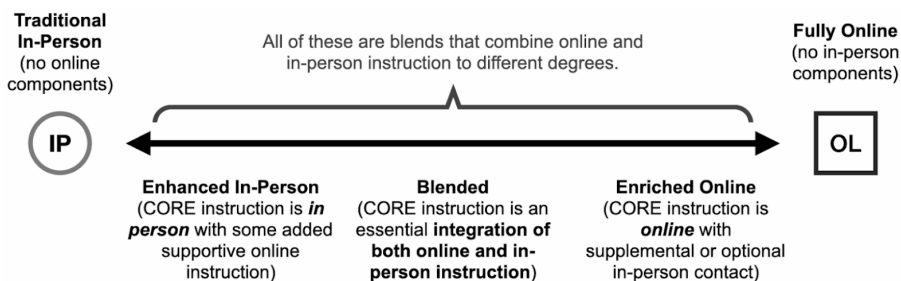 Traditional
In-Person
(no online
components)
IP
All of these are blends that combine online and
in-person instruction to different degrees.
Fully Online
(no in-person
components)
OL
Enhanced In-Person
(CORE instruction is in
person with some added
supportive online
instruction)
Blended
(CORE instruction is an
essential integration of
both online and in-
person instruction)
Enriched Online
(CORE instruction is
online with
supplemental or optional
in-person contact)